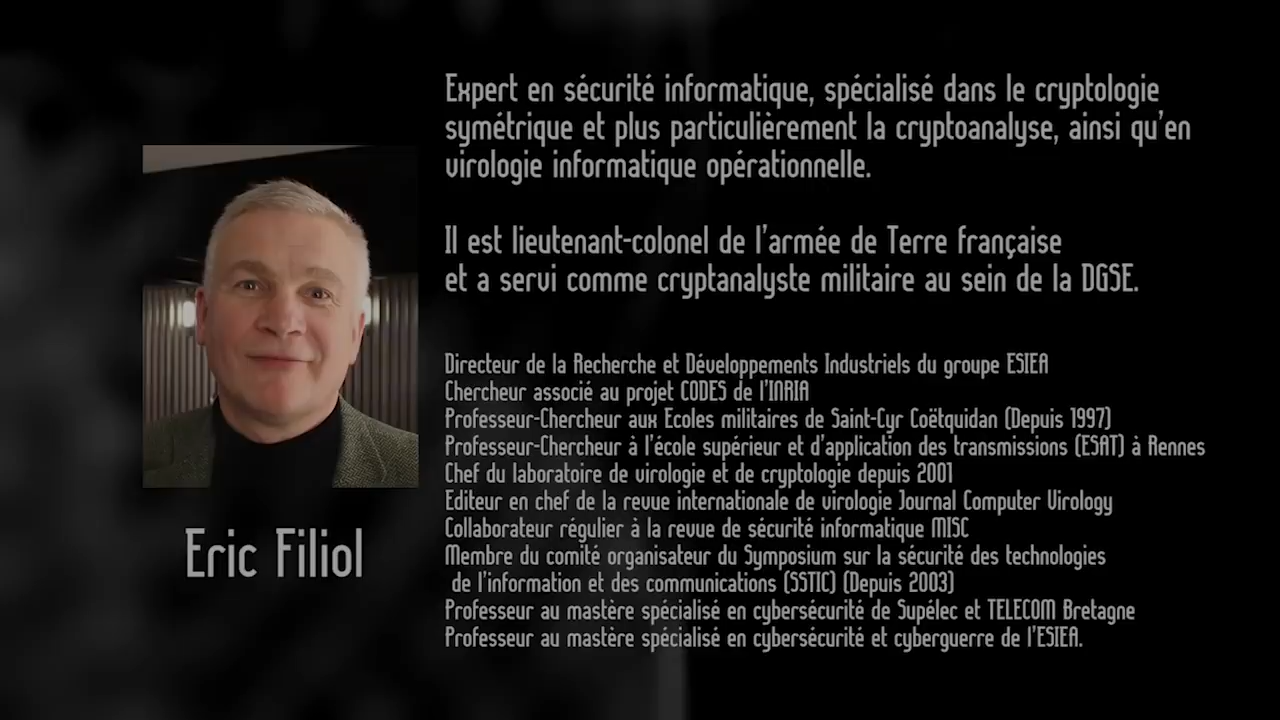 Expert en sécurité informatique, spécialisé dans le cryptologie
symétrique et plus particulièrement la cryptoanalyse, ainsi qu'en
virologie informatique opérationnelle.
Il est lieutenant-colonel de l'armée de Terre française
et a servi comme cryptanalyste militaire au sein de la DGSE.
Directeur de la Recherche et Développements Industriels du groupe ESIEA
Chercheur associé au projet CODES de l'INRIA
Professeur-Chercheur aux Ecoles militaires de Saint-Cyr Coëtquidan (Depuis 1997)
Professeur-Chercheur à l'école supérieur et d'application des transmissions (ESAT) à Rennes
Chef du laboratoire de virologie et de cryptologie depuis 2001
Editeur en chef de la revue internationale de virologie Journal Computer Virology
Collaborateur régulier à la revue de sécurité informatique MISC
Membre du comité organisateur du Symposium sur la sécurité des technologies
de l'information et des communications (SSTIC) (Depuis 2003)
Professeur au mastère spécialisé en cybersécurité de Supélec et TELECOM Bretagne
Professeur au mastère spécialisé en cybersécurité et cyberguerre de l'ESIEA.
Eric Filiol